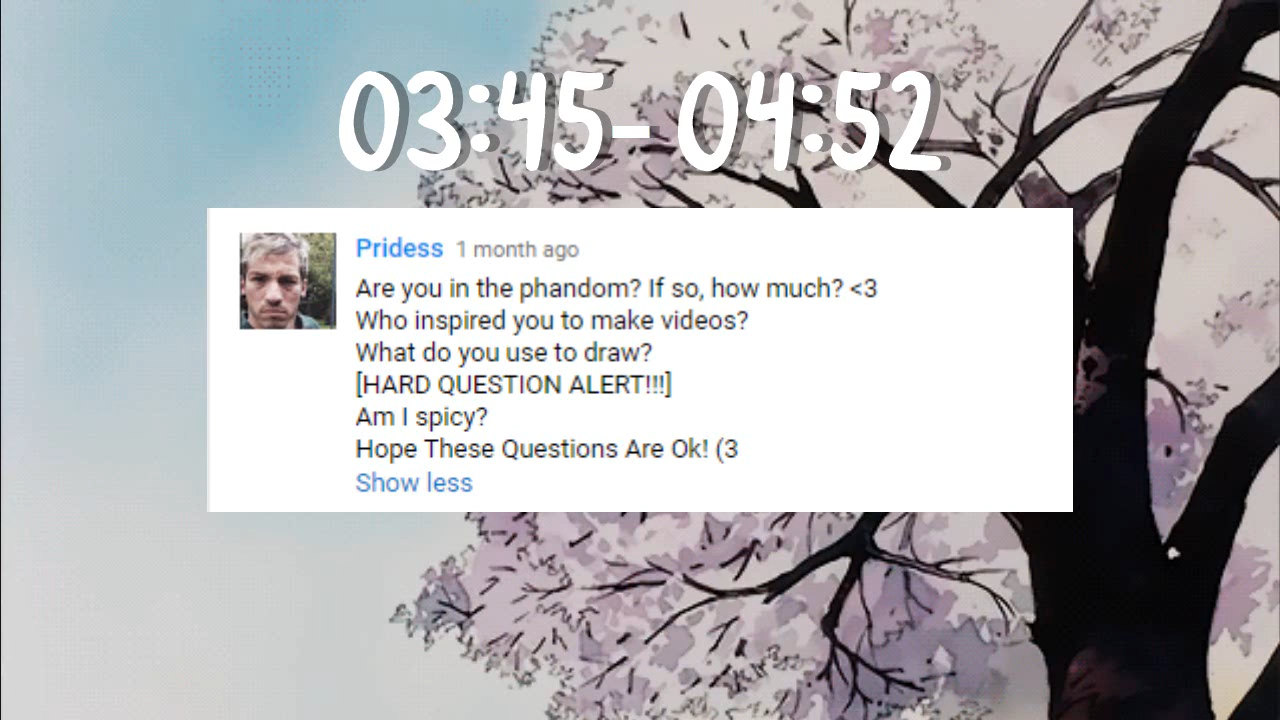 03:45- 04:52
Pridess 1 month ago
Are you in the phandom? If so, how much? <3
Who inspired you to make videos?
What do you use to draw?
[HARD QUESTION ALERT!!!]
Am I spicy?
Hope These Questions Are Ok! (3
Show less